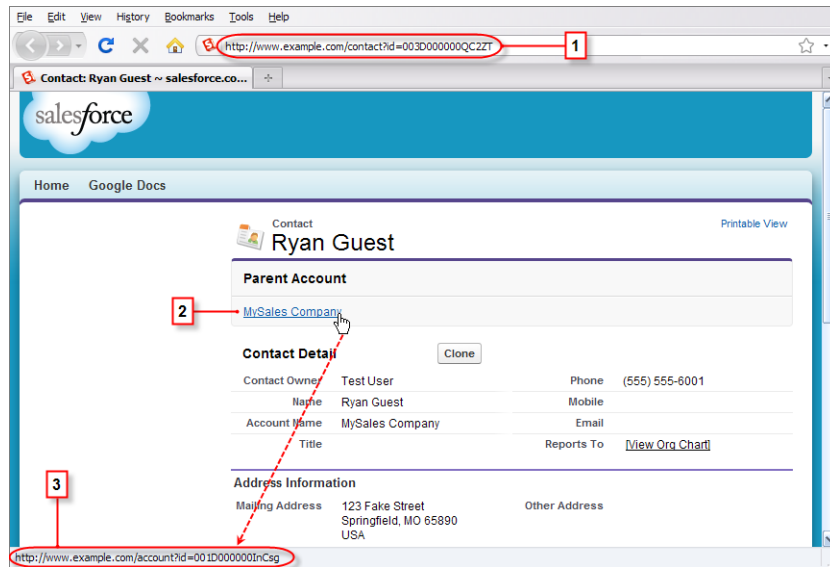 File Edit View History Bookmarks Tools Help
http://www.example.com/contact?id=003D000000QC2ZT
1
Contact: Ryan Guest ~ salesforce.co...
salesforce
Home Google Docs
Contact
Ryan Guest
Printable View
Parent Account
2
MySales Company
Contact Detail
Clone
Contact Owner Test User Phone (555) 555-6001
Name Ryan Guest Mobile
Account Name MySales Company Email
Title Reports To [View Org Chart]
3
Address Information
Mailing Address 123 Fake Street Other Address
Springfield, MO 65890
USA
http://www.example.com/account?id=001D000000InCsg